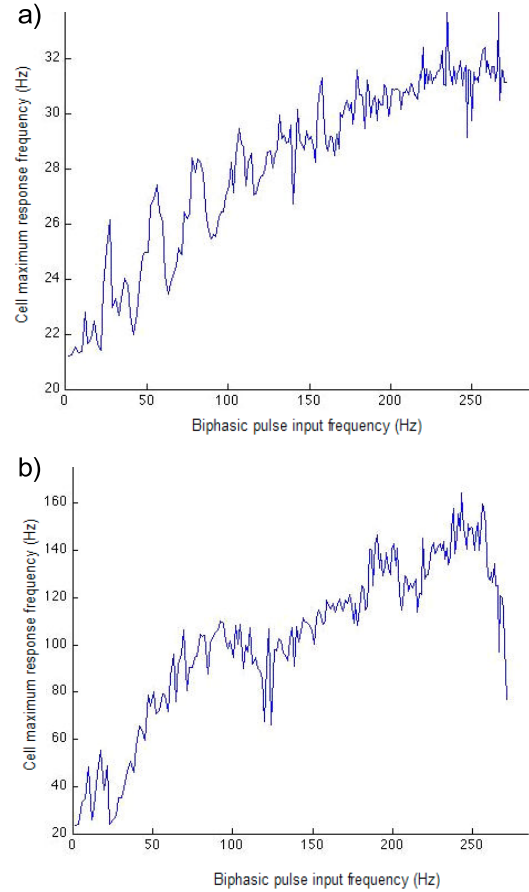 a)
Cell maximum response frequency (Hz)
32
30
28
26
24
22
20
0 50 100 150 200 250
Biphasic pulse input frequency (Hz)
b)
Cell maximum response frequency (Hz)
160
140
120
100
80
60
40
20
0 50 100 150 200 250
Biphasic pulse input frequency (Hz)